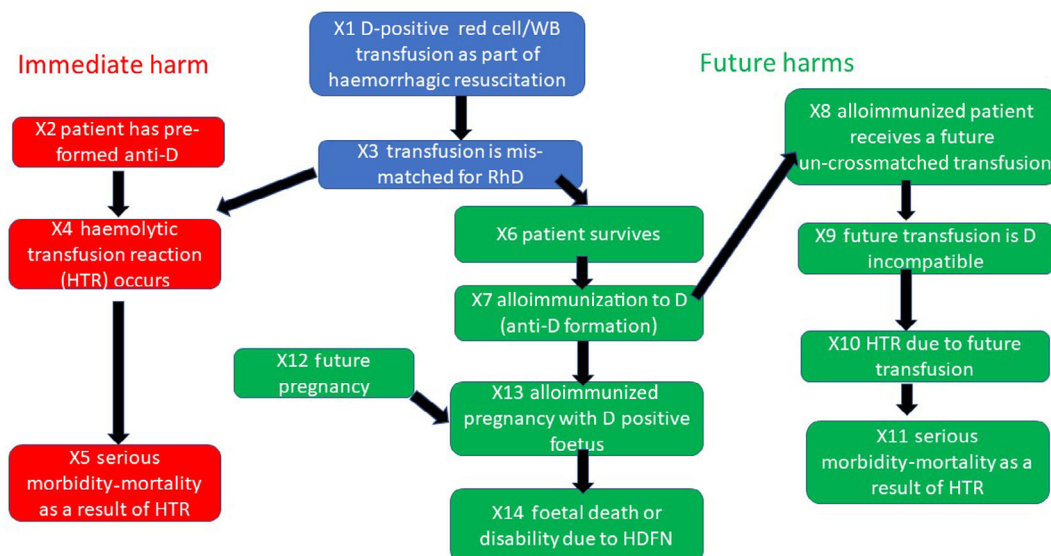 Immediate harm
Future harms
X1 D-positive red cell/WB
transfusion as part of
haemorrhagic resuscitation
X2 patient has pre-
formed anti-D
X3 transfusion is mis-
matched for RhD
X4 haemolytic
transfusion reaction
(HTR) occurs
X5 serious
morbidity-mortality
as a result of HTR
X6 patient survives
X7 alloimmunization to D
(anti-D formation)
X8 alloimmunized patient
receives a future
un-crossmatched transfusion
X9 future transfusion is D
incompatible
X10 HTR due to future
transfusion
X11 serious
morbidity-mortality as a
result of HTR
X12 future
pregnancy
X13 alloimmunized
pregnancy with D positive
foetus
X14 foetal death or
disability due to HDFN